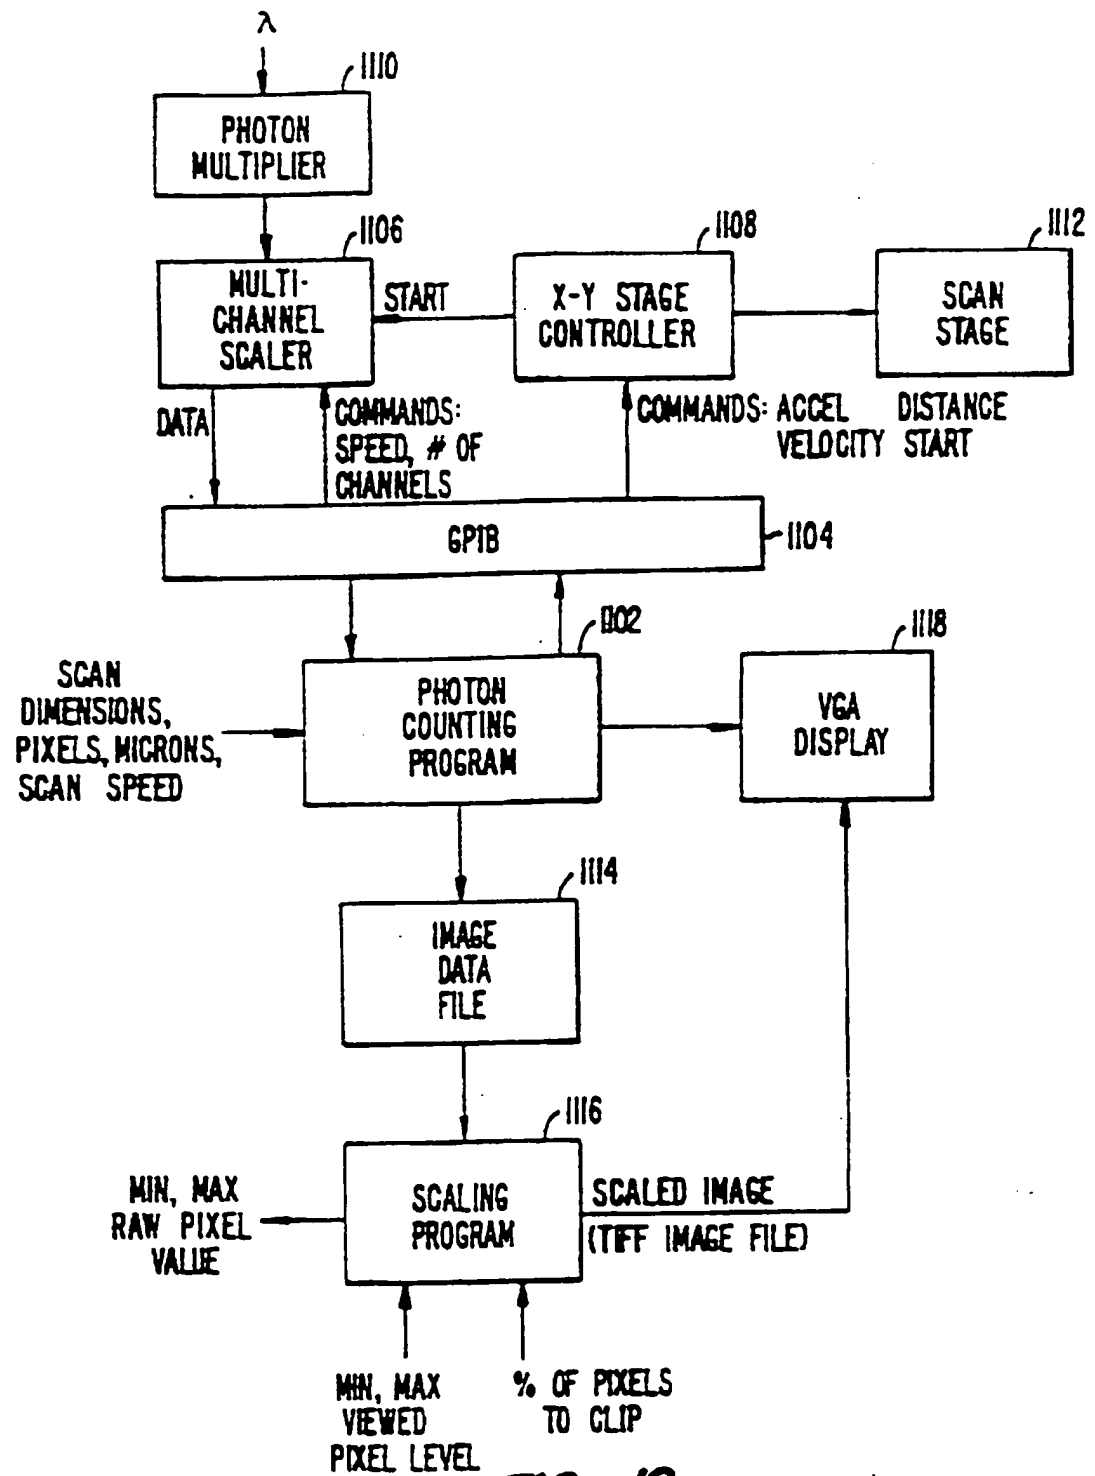 λ
1110
PHOTON
MULTIPLIER
1106
1108
1112
MULTI-
CHANNEL
SCALER
START
X-Y STAGE
CONTROLLER
SCAN
STAGE
DATA
COMMANDS:
SPEED, # OF
CHANNELS
COMMANDS: ACCEL DISTANCE
VELOCITY START
GPIB
1104
1102
1118
SCAN
DIMENSIONS,
PIXELS, MICRONS,
SCAN SPEED
PHOTON
COUNTING
PROGRAM
VGA
DISPLAY
1114
IMAGE
DATA
FILE
1116
MIN, MAX
RAW PIXEL
VALUE
SCALING
PROGRAM
SCALED IMAGE
(TIFF IMAGE FILE)
MIN, MAX
VIEWED
PIXEL LEVEL
% OF PIXELS
TO CLIP